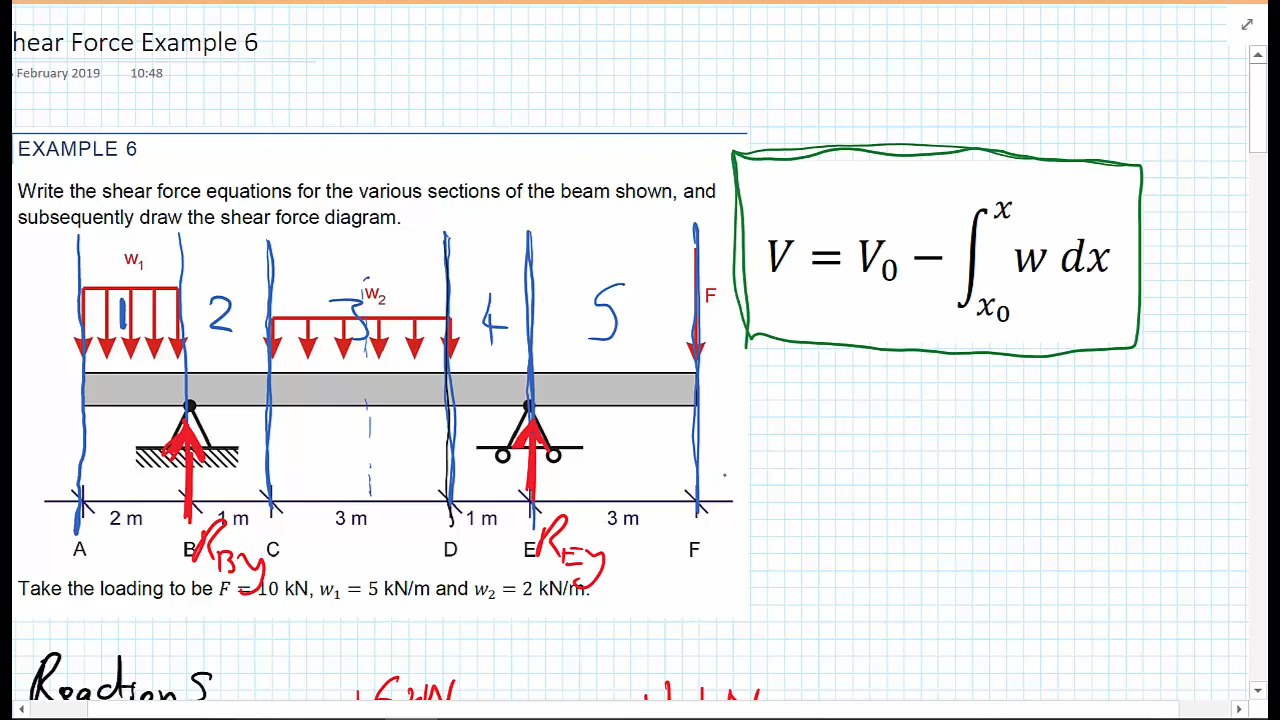 hear Force Example 6
February 2019 10:48
EXAMPLE 6
Write the shear force equations for the various sections of the beam shown, and
subsequently draw the shear force diagram.
w₁
w₂
F
1 2 3 4 5
V = V₀ − ∫ₓ₀ˣ w dx
2 m 1 m 3 m 1 m 3 m
A B C D E F
R_By R_Ey
Take the loading to be F = 10 kN, w₁ = 5 kN/m and w₂ = 2 kN/m.
Reactions